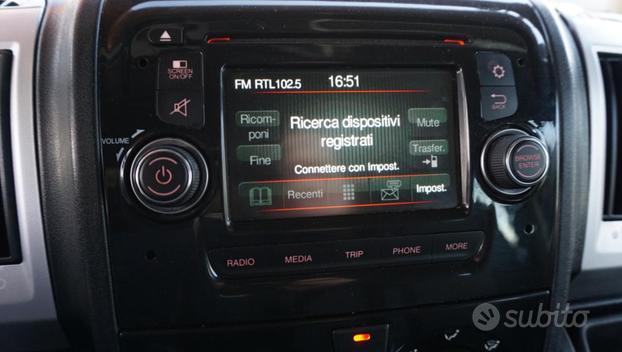 SCREEN
ON/OFF
FM RTL102.5 16:51
Ricom-
poni
Ricerca dispositivi
registrati
Mute
Fine
Trasfer.
Connettere con Impost.
Recenti
Impost.
BACK
VOLUME
BROWSE
ENTER
RADIO MEDIA TRIP PHONE MORE
subito